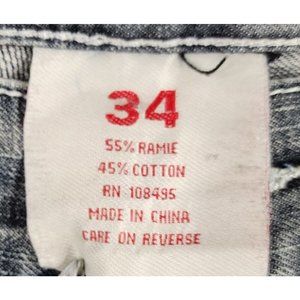 34
55% RAMIE
45% COTTON
RN 108495
MADE IN CHINA
CARE ON REVERSE